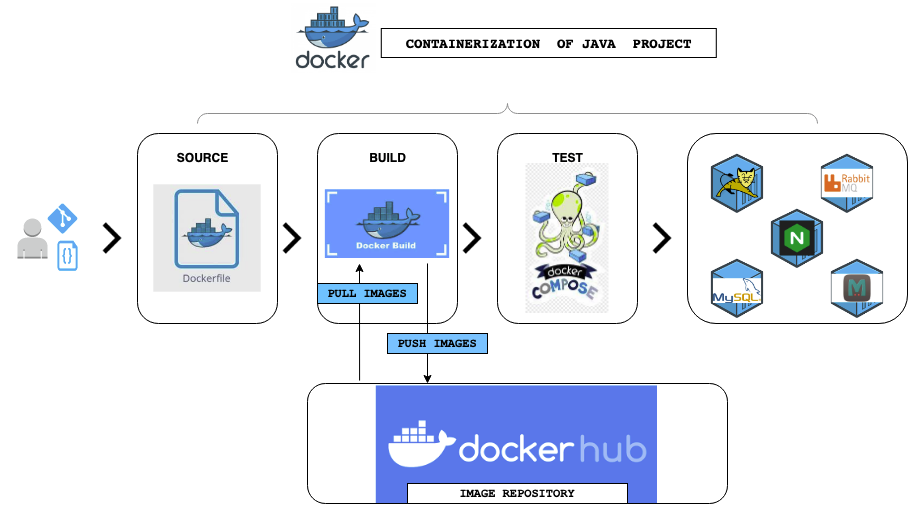 docker
CONTAINERIZATION OF JAVA PROJECT
SOURCE
Dockerfile
BUILD
Docker Build
TEST
docker
COMPOSE
Rabbit
MQ
N
MySQL
M
{}
PULL IMAGES
PUSH IMAGES
dockerhub
IMAGE REPOSITORY